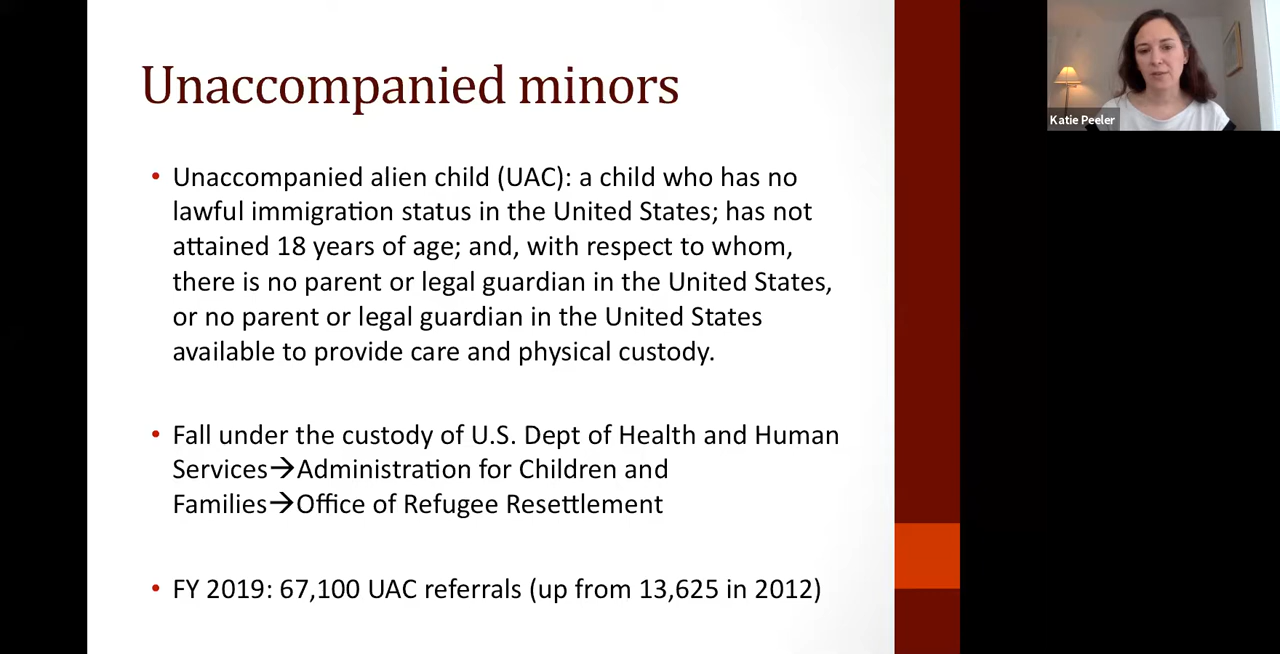 Unaccompanied minors
• Unaccompanied alien child (UAC): a child who has no
lawful immigration status in the United States; has not
attained 18 years of age; and, with respect to whom,
there is no parent or legal guardian in the United States,
or no parent or legal guardian in the United States
available to provide care and physical custody.
• Fall under the custody of U.S. Dept of Health and Human
Services→Administration for Children and
Families→Office of Refugee Resettlement
• FY 2019: 67,100 UAC referrals (up from 13,625 in 2012)
Katie Peeler